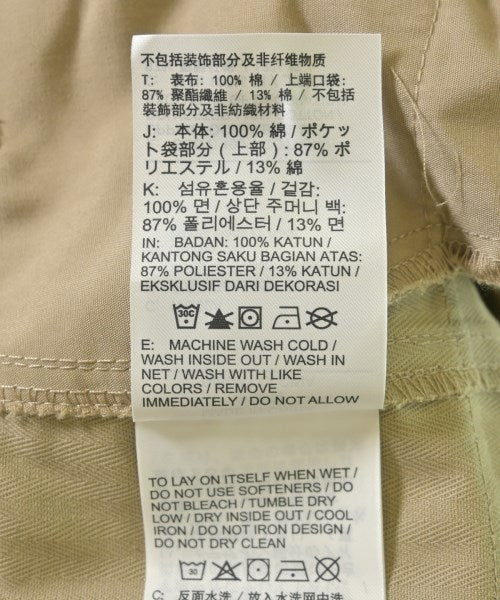 不包括装饰部分及非纤维物质
T: 表布: 100% 棉 / 上端口袋:
87% 聚酯纖維 / 13% 棉 / 不包括
裝飾部分及非紡織材料
J: 本体: 100% 綿 / ポケッ
ト袋部分 (上部) : 87% ポ
リエステル / 13% 綿
K: 섬유혼용율 / 겉감:
100% 면 / 상단 주머니 백:
87% 폴리에스터 / 13% 면
IN: BADAN: 100% KATUN /
KANTONG SAKU BAGIAN ATAS:
87% POLIESTER / 13% KATUN /
EKSKLUSIF DARI DEKORASI
30C
E: MACHINE WASH COLD /
WASH INSIDE OUT / WASH IN
NET / WASH WITH LIKE
COLORS / REMOVE
IMMEDIATELY / DO NOT ALLOW
TO LAY ON ITSELF WHEN WET /
DO NOT USE SOFTENERS / DO
NOT BLEACH / TUMBLE DRY
LOW / DRY INSIDE OUT / COOL
IRON / DO NOT IRON DESIGN /
DO NOT DRY CLEAN
30
C: 反面水洗 / 放入水洗网中洗